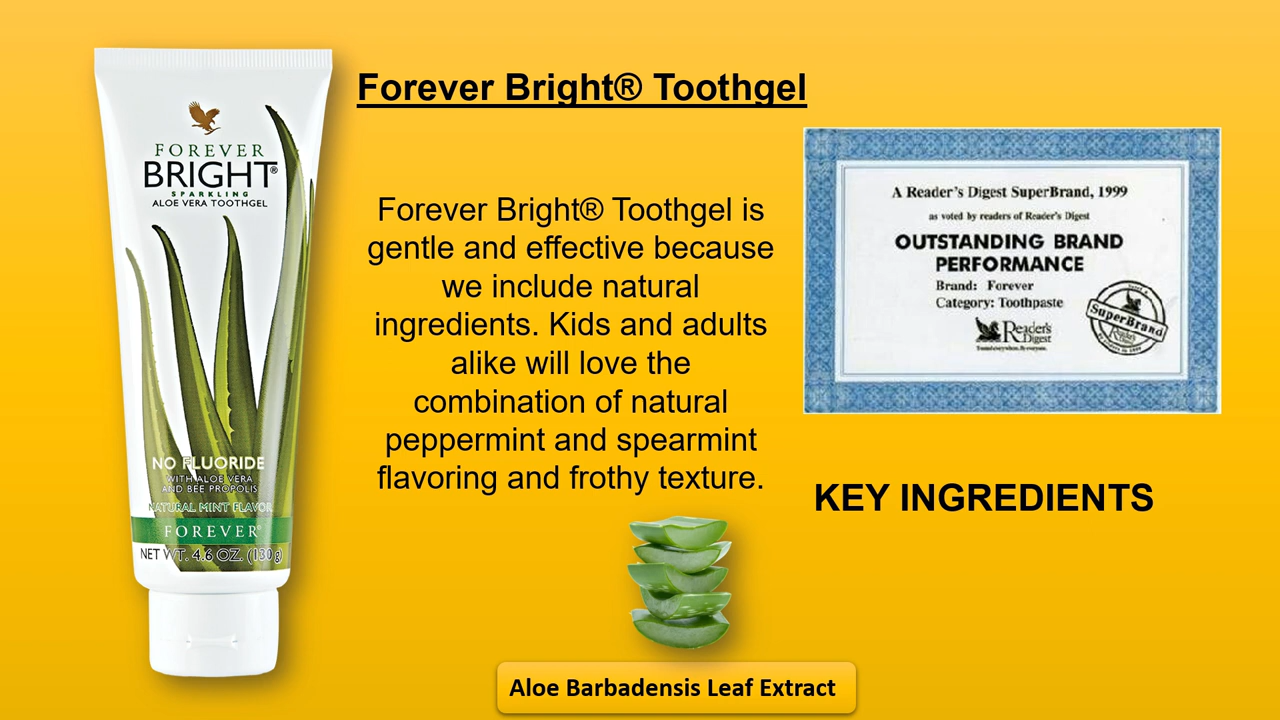 Forever Bright® Toothgel
FOREVER
BRIGHT®
SPARKLING
ALOE VERA TOOTHGEL
NO FLUORIDE
WITH ALOE VERA
AND BEE PROPOLIS
NATURAL MINT FLAVOR
FOREVER®
NET WT. 4.6 OZ. (130 g)
Forever Bright® Toothgel is
gentle and effective because
we include natural
ingredients. Kids and adults
alike will love the
combination of natural
peppermint and spearmint
flavoring and frothy texture.
A Reader's Digest SuperBrand, 1999
as voted by readers of Reader's Digest
OUTSTANDING BRAND
PERFORMANCE
Brand: Forever
Category: Toothpaste
Reader's
Digest
SuperBrand
KEY INGREDIENTS
Aloe Barbadensis Leaf Extract